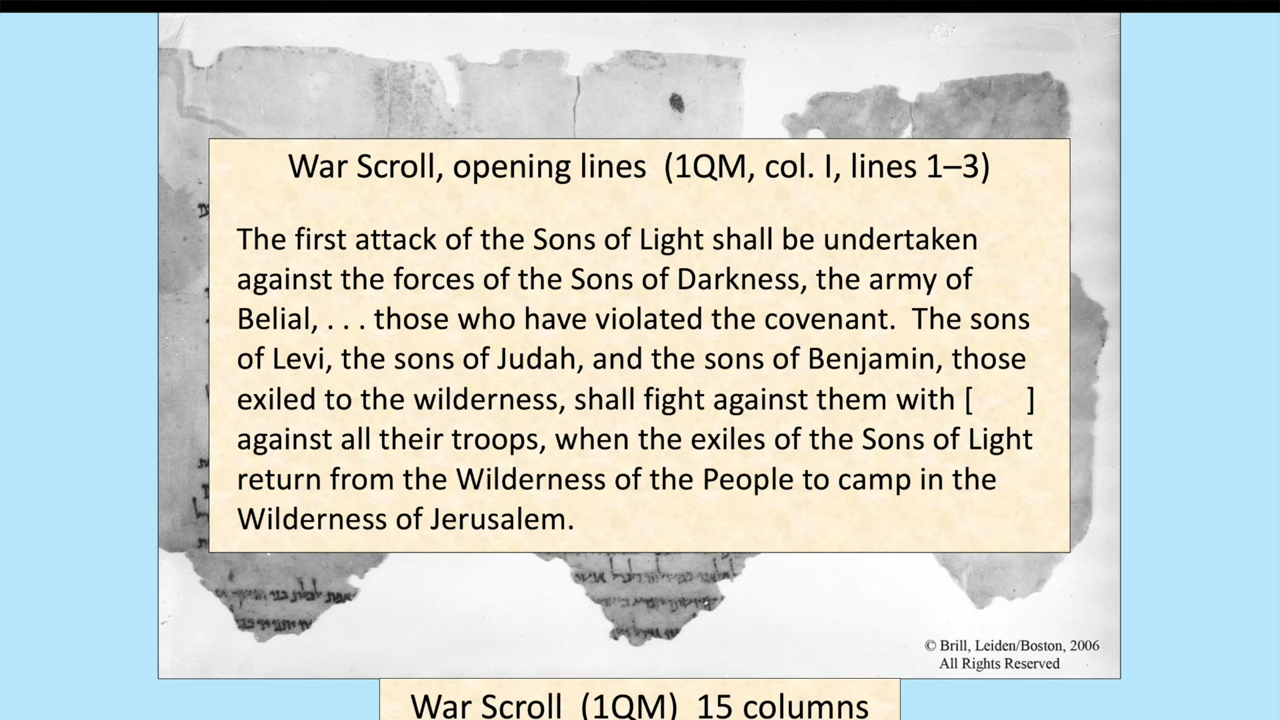 War Scroll, opening lines (1QM, col. I, lines 1–3)
The first attack of the Sons of Light shall be undertaken
against the forces of the Sons of Darkness, the army of
Belial, . . . those who have violated the covenant. The sons
of Levi, the sons of Judah, and the sons of Benjamin, those
exiled to the wilderness, shall fight against them with [ ]
against all their troops, when the exiles of the Sons of Light
return from the Wilderness of the People to camp in the
Wilderness of Jerusalem.
© Brill, Leiden/Boston, 2006
All Rights Reserved
War Scroll (1QM) 15 columns